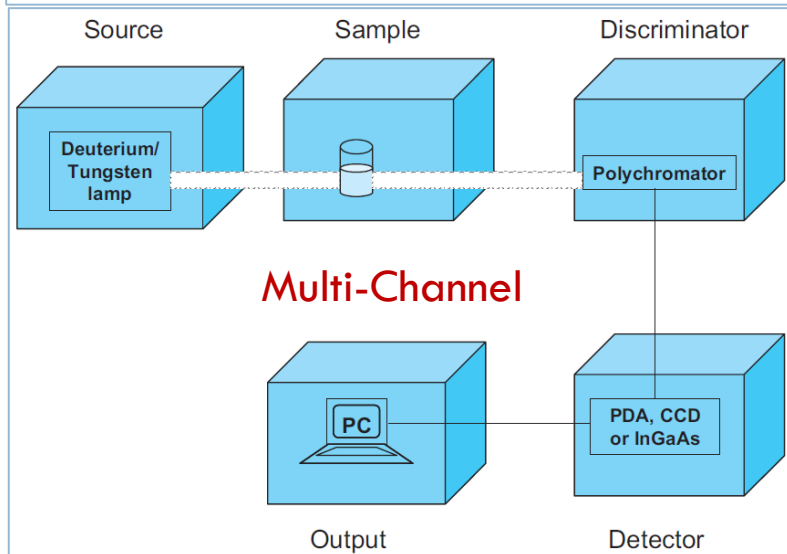 Source
Sample
Discriminator
Deuterium/
Tungsten
lamp
Polychromator
Multi-Channel
PC
PDA, CCD
or InGaAs
Output
Detector